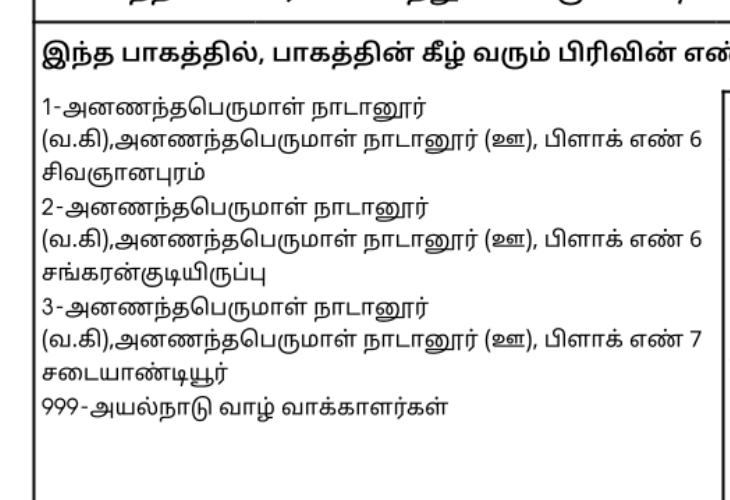 இந்த பாகத்தில், பாகத்தின் கீழ் வரும் பிரிவின் எண்
1-அனணந்தபெருமாள் நாடானூர்
(வ.கி),அனணந்தபெருமாள் நாடானூர் (ஊ), பிளாக் எண் 6
சிவஞானபுரம்
2-அனணந்தபெருமாள் நாடானூர்
(வ.கி),அனணந்தபெருமாள் நாடானூர் (ஊ), பிளாக் எண் 6
சங்கரன்குடியிருப்பு
3-அனணந்தபெருமாள் நாடானூர்
(வ.கி),அனணந்தபெருமாள் நாடானூர் (ஊ), பிளாக் எண் 7
சடையாண்டியூர்
999-அயல்நாடு வாழ் வாக்காளர்கள்